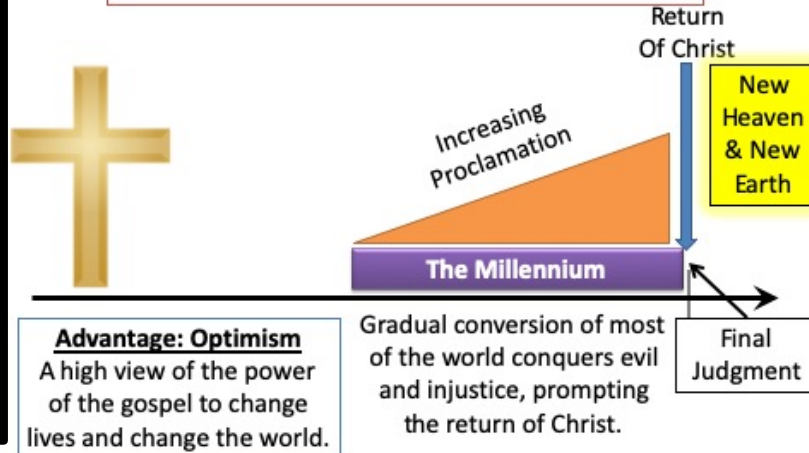 Return
Of Christ
New
Heaven
& New
Earth
Increasing
Proclamation
The Millennium
Advantage: Optimism
A high view of the power
of the gospel to change
lives and change the world.
Gradual conversion of most
of the world conquers evil
and injustice, prompting
the return of Christ.
Final
Judgment